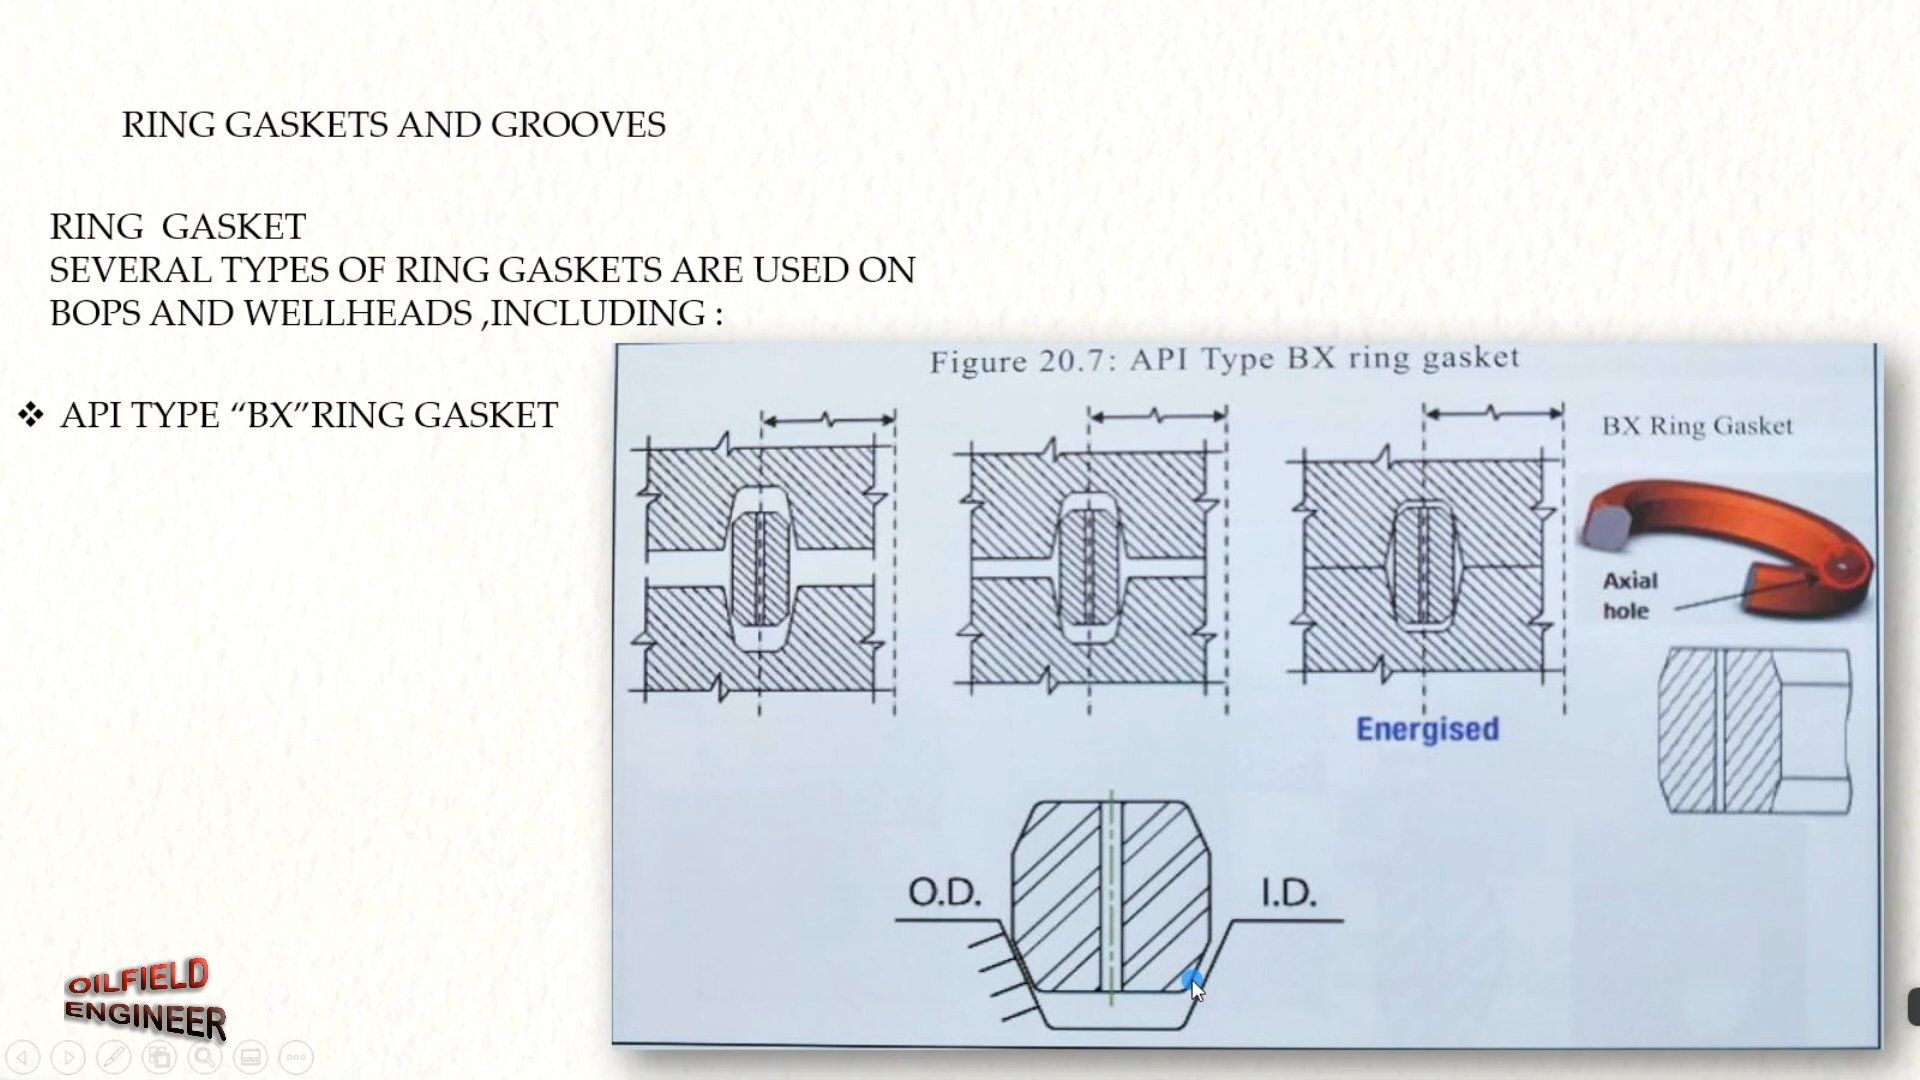 RING GASKETS AND GROOVES
RING GASKET
SEVERAL TYPES OF RING GASKETS ARE USED ON
BOPS AND WELLHEADS ,INCLUDING :
❖ API TYPE “BX”RING GASKET
Figure 20.7: API Type BX ring gasket
BX Ring Gasket
Axial
hole
Energised
O.D.
I.D.
OILFIELD
ENGINEER